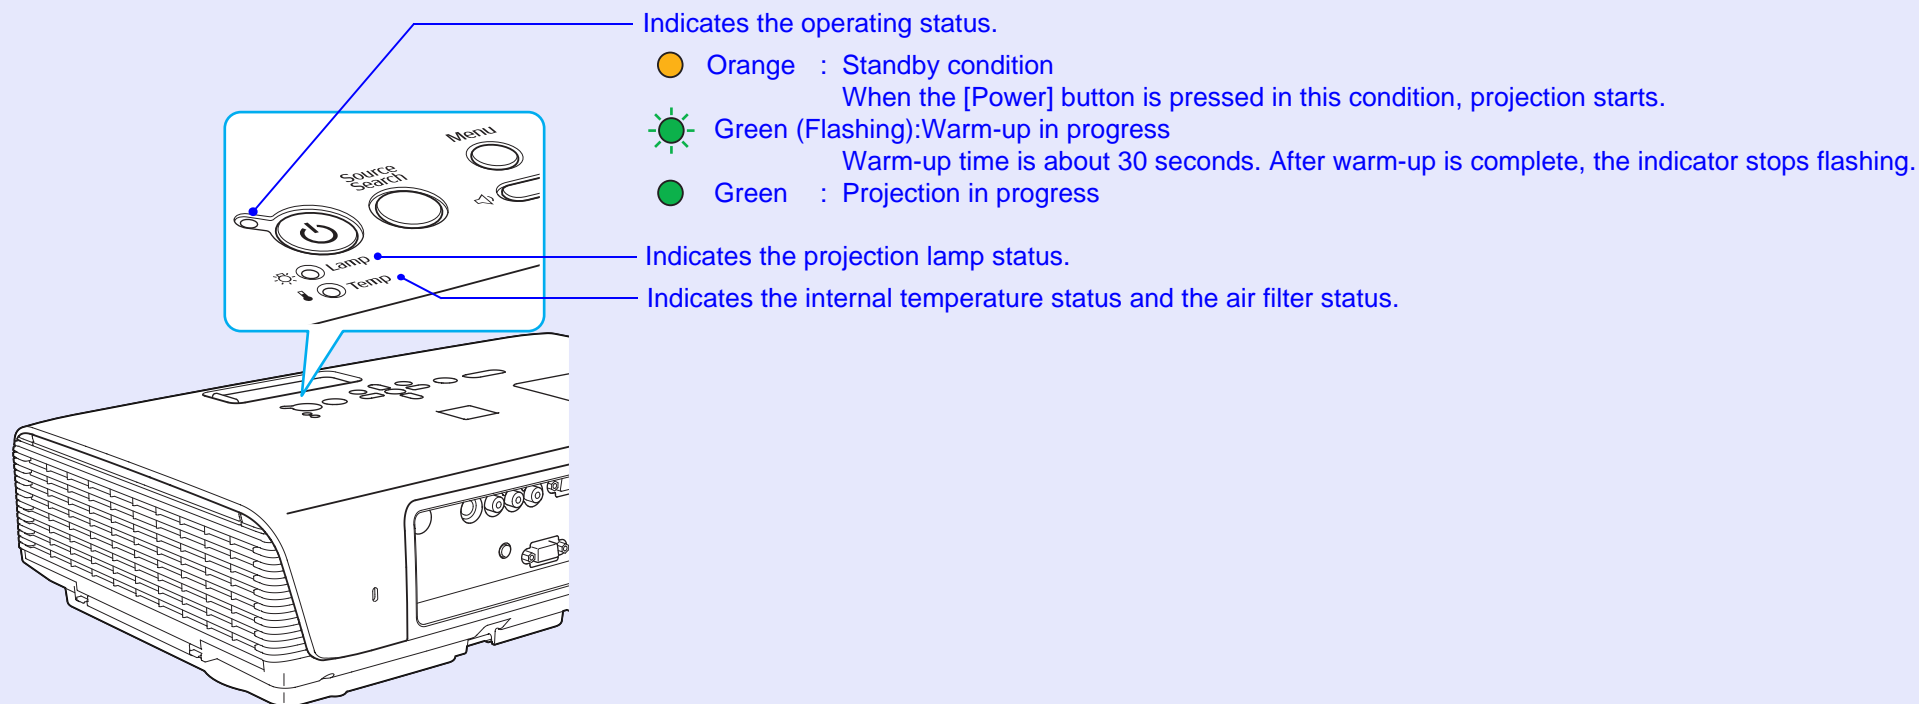 Indicates the operating status.
Orange : Standby condition
When the [Power] button is pressed in this condition, projection starts.
Green (Flashing):Warm-up in progress
Warm-up time is about 30 seconds. After warm-up is complete, the indicator stops flashing.
Green : Projection in progress
Menu
Source
Search
Lamp
Temp
Indicates the projection lamp status.
Indicates the internal temperature status and the air filter status.